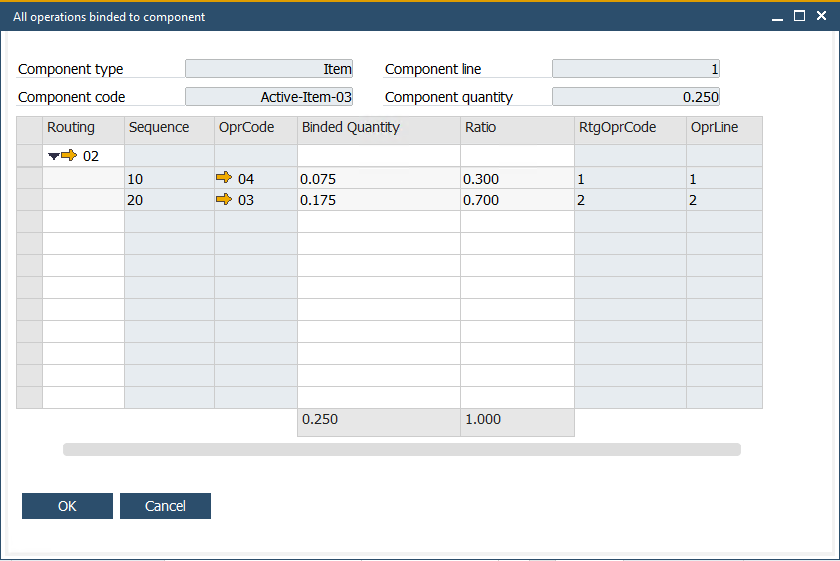 All operations binded to component
Component type Item Component line 1
Component code Active-Item-03 Component quantity 0.250
Routing Sequence OprCode Binded Quantity Ratio RtgOprCode OprLine
02
10 04 0.075 0.300 1 1
20 03 0.175 0.700 2 2
0.250 1.000
OK Cancel